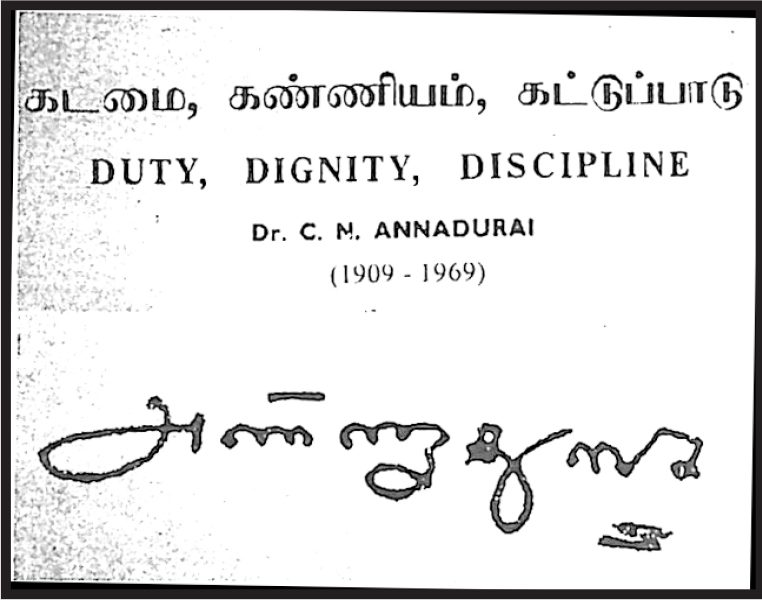 கடமை, கண்ணியம், கட்டுப்பாடு
DUTY, DIGNITY, DISCIPLINE
Dr. C. N. ANNADURAI
(1909 - 1969)
அண்ணாதுரை